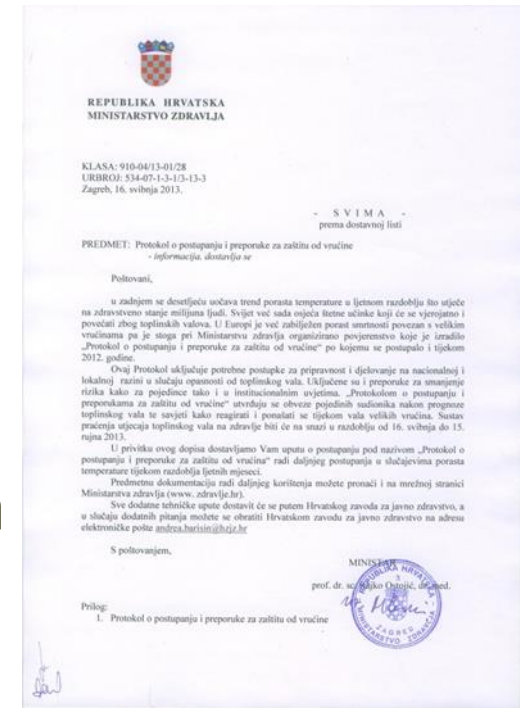 REPUBLIKA HRVATSKA
MINISTARSTVO ZDRAVLJA
KLASA: 910-04/13-01/28
URBROJ: 534-07-1-3-1/3-13-3
Zagreb, 16. svibnja 2013.
- S V I M A -
prema dostavnoj listi
PREDMET: Protokol o postupanju i preporuke za zaštitu od vrućine
- informacija, dostavlja se
Poštovani,
u zadnjem se desetljeću uočava trend porasta temperature u ljetnom razdoblju što utječe
na zdravstveno stanje milijuna ljudi. Svijet već sada osjeća štetne učinke koji će se vjerojatno i
povećati zbog toplinskih valova. U Europi je već zabilježen porast smrtnosti povezan s velikim
vrućinama pa je stoga pri Ministarstvu zdravlja organizirano povjerenstvo koje je izradilo
„Protokol o postupanju i preporuke za zaštitu od vrućine“ po kojemu se postupalo i tijekom
2012. godine.
Ovaj Protokol uključuje potrebne postupke za pripravnost i djelovanje na nacionalnoj i
lokalnoj razini u slučaju opasnosti od toplinskog vala. Uključene su i preporuke za smanjenje
rizika kako za pojedince tako i u institucionalnim uvjetima. „Protokolom o postupanju i
preporukama za zaštitu od vrućine“ utvrđuju se obveze pojedinih sudionika nakon prognoze
toplinskog vala te savjeti kako reagirati i ponašati se tijekom vala velikih vrućina. Sustav
praćenja utjecaja toplinskog vala na zdravlje biti će na snazi u razdoblju od 16. svibnja do 15.
rujna 2013.
U privitku ovog dopisa dostavljamo Vam uputu o postupanju pod nazivom „Protokol o
postupanju i preporuke za zaštitu od vrućina“ radi daljnjeg postupanja u slučajevima porasta
temperature tijekom razdoblja ljetnih mjeseci.
Predmetnu dokumentaciju radi daljnjeg korištenja možete pronaći i na mrežnoj stranici
Ministarstva zdravlja (www. zdravlje.hr).
Sve dodatne tehničke upute dostavit će se putem Hrvatskog zavoda za javno zdravstvo, a
u slučaju dodatnih pitanja možete se obratiti Hrvatskom zavodu za javno zdravstvo na adresu
elektroničke pošte andrea.barisin@hzjz.hr
S poštovanjem,
MINISTAR
prof. dr. sc. Rajko Ostojić, dr. med.
Prilog:
1. Protokol o postupanju i preporuke za zaštitu od vrućine